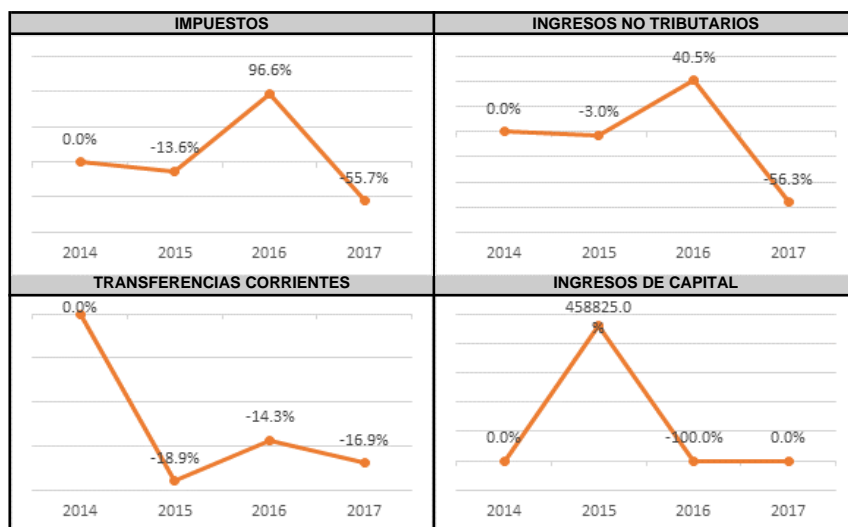 IMPUESTOS
96.6%
0.0%
-13.6%
-55.7%
2014 2015 2016 2017
INGRESOS NO TRIBUTARIOS
40.5%
0.0%
-3.0%
-56.3%
2014 2015 2016 2017
TRANSFERENCIAS CORRIENTES
0.0%
-14.3%
-18.9%
-16.9%
2014 2015 2016 2017
INGRESOS DE CAPITAL
458825.0
%
0.0%
-100.0%
0.0%
2014 2015 2016 2017